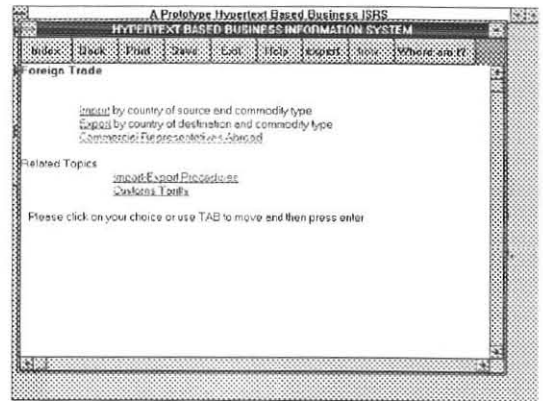 A Prototype Hypertext Based Business ISRS
HYPERTEXT BASED BUSINESS INFORMATION SYSTEM
Index Back Print Save Exit Help Expert Where am I?
Foreign Trade
Import by country of source and commodity type
Export by country of destination and commodity type
Commercial Representatives Abroad
Related Topics
Import-Export Procedures
Customs Tariffs
Please click on your choice or use TAB to move and then press enter